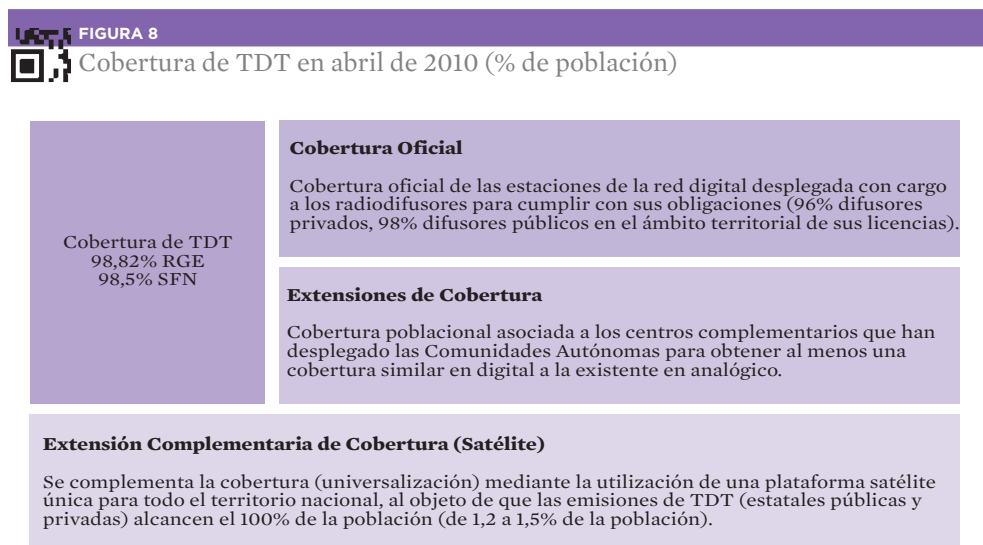 FIGURA 8
Cobertura de TDT en abril de 2010 (% de población)
Cobertura de TDT
98,82% RGE
98,5% SFN
Cobertura Oficial
Cobertura oficial de las estaciones de la red digital desplegada con cargo
a los radiodifusores para cumplir con sus obligaciones (96% difusores
privados, 98% difusores públicos en el ámbito territorial de sus licencias).
Extensiones de Cobertura
Cobertura poblacional asociada a los centros complementarios que han
desplegado las Comunidades Autónomas para obtener al menos una
cobertura similar en digital a la existente en analógico.
Extensión Complementaria de Cobertura (Satélite)
Se complementa la cobertura (universalización) mediante la utilización de una plataforma satélite
única para todo el territorio nacional, al objeto de que las emisiones de TDT (estatales públicas y
privadas) alcancen el 100% de la población (de 1,2 a 1,5% de la población).